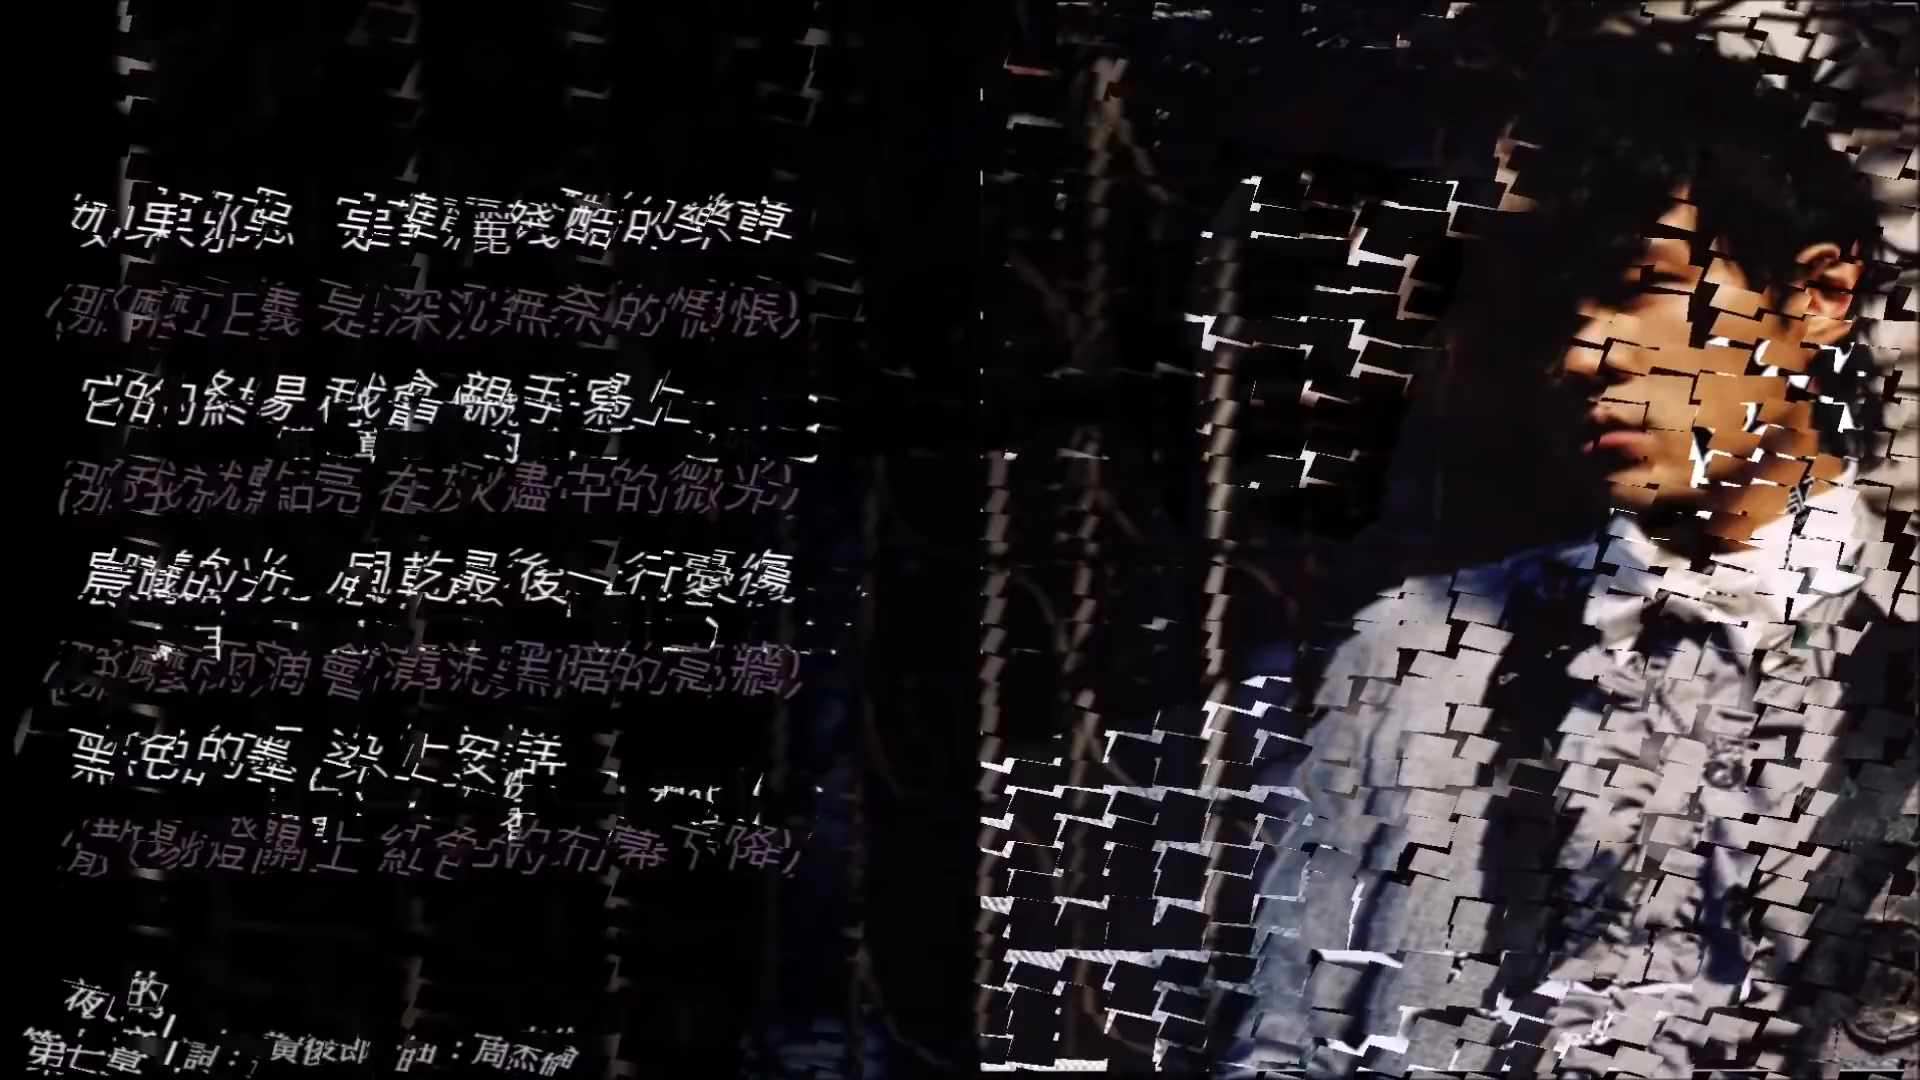 如果邪惡 是華麗殘酷的樂章
(那麼正義 是深沉無奈的惆悵)
它的終場 我會親手寫上
(那我就點亮 在灰燼中的微光)
晨曦的光 風乾最後一行憂傷
(那麼雨滴 會清洗黑暗的高牆)
黑色的墨 染上安詳
(散場燈關上 紅色的布幕下降)
夜的
第七章 詞：黃俊郎 曲：周杰倫